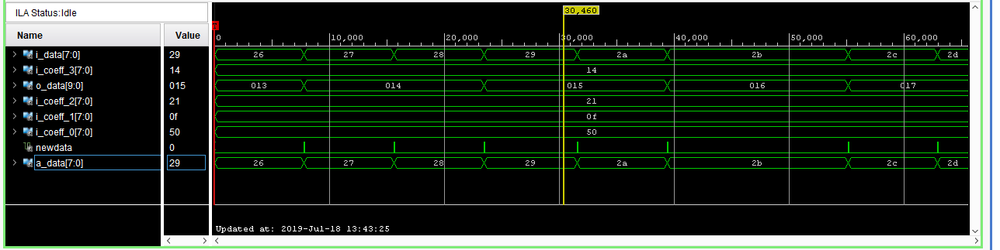 ILA Status:Idle
Name Value
30,460
0 10,000 20,000 30,000 40,000 50,000 60,000
i_data[7:0] 29 26 27 28 29 2a 2b 2c 2d
i_coeff_3[7:0] 14 14
o_data[9:0] 015 013 014 015 016 017
i_coeff_2[7:0] 21 21
i_coeff_1[7:0] 0f 0f
i_coeff_0[7:0] 50 50
newdata 0
a_data[7:0] 29 26 27 28 29 2a 2b 2c 2d
Updated at: 2019-Jul-18 13:43:25